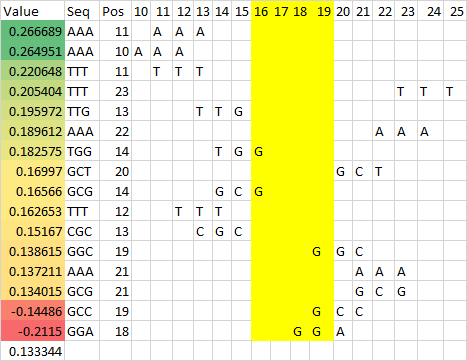 Value Seq Pos 10 11 12 13 14 15 16 17 18 19 20 21 22 23 24 25
0.266689 AAA 11 A A A
0.264951 AAA 10 A A A
0.220648 TTT 11 T T T
0.205404 TTT 23 T T T
0.195972 TTG 13 T T G
0.189612 AAA 22 A A A
0.182575 TGG 14 T G G
0.16997 GCT 20 G C T
0.16566 GCG 14 G C G
0.162653 TTT 12 T T T
0.15167 CGC 13 C G C
0.138615 GGC 19 G G C
0.137211 AAA 21 A A A
0.134015 GCG 21 G C G
-0.14486 GCC 19 G C C
-0.2115 GGA 18 G G A
0.133344